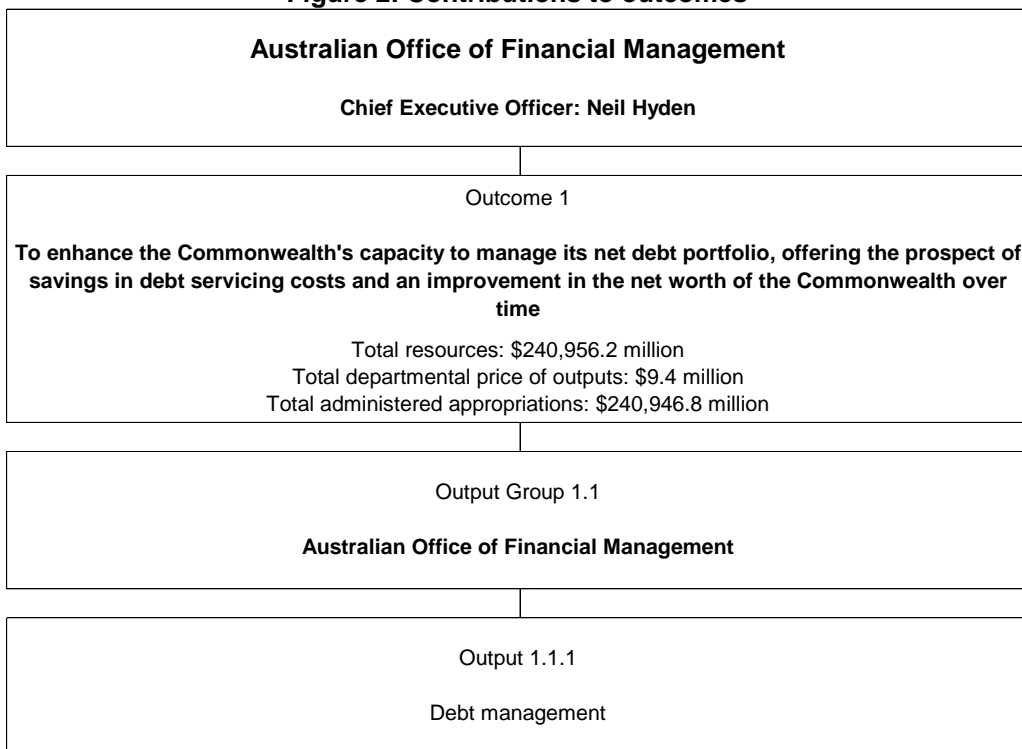 Figure 2: Contributions to outcomes
Australian Office of Financial Management
Chief Executive Officer: Neil Hyden
Outcome 1
To enhance the Commonwealth's capacity to manage its net debt portfolio, offering the prospect of
savings in debt servicing costs and an improvement in the net worth of the Commonwealth over
time
Total resources: $240,956.2 million
Total departmental price of outputs: $9.4 million
Total administered appropriations: $240,946.8 million
Output Group 1.1
Australian Office of Financial Management
Output 1.1.1
Debt management